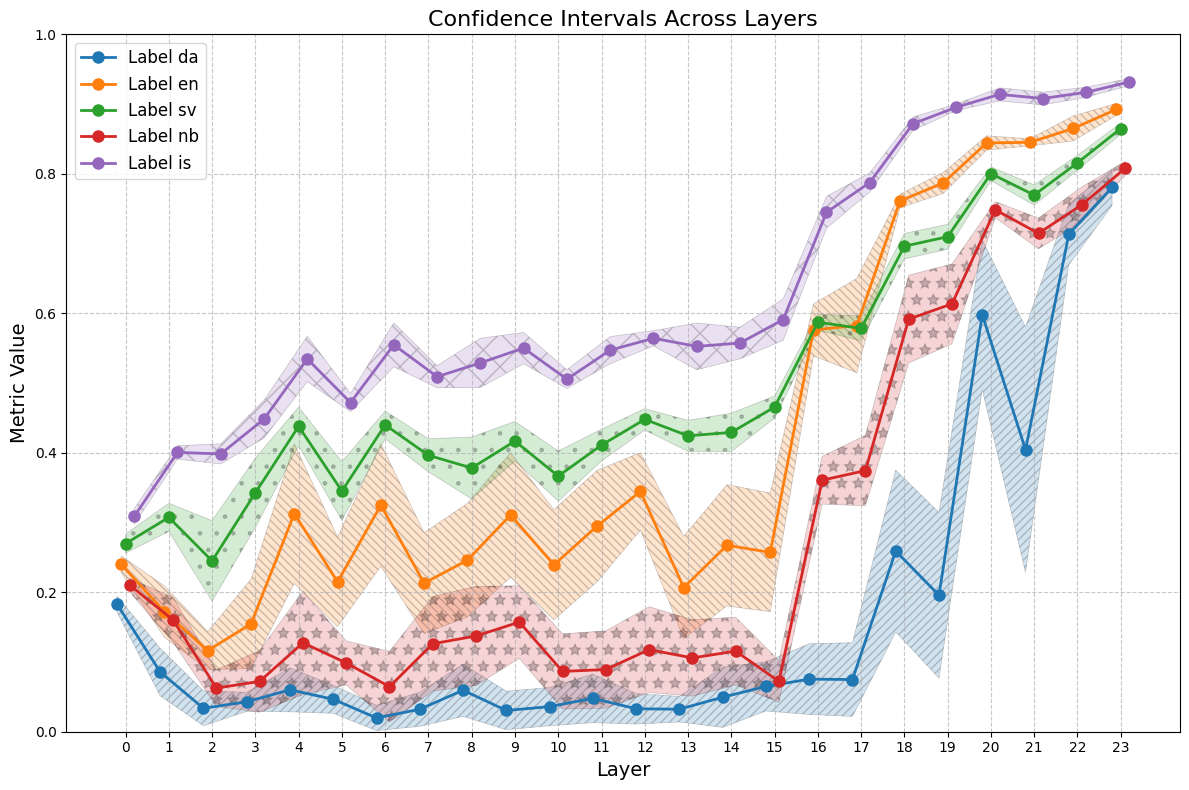 Confidence Intervals Across Layers
Label da
Label en
Label sv
Label nb
Label is
Metric Value
1.0
0.8
0.6
0.4
0.2
0.0
0 1 2 3 4 5 6 7 8 9 10 11 12 13 14 15 16 17 18 19 20 21 22 23
Layer